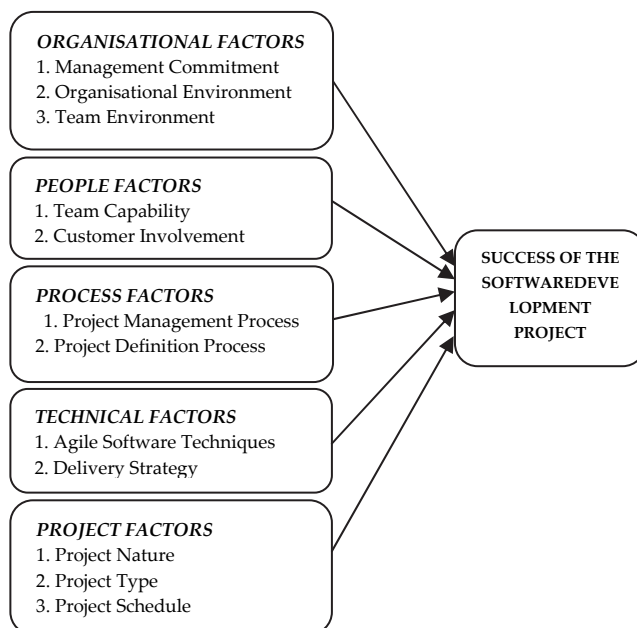 ORGANISATIONAL FACTORS
1. Management Commitment
2. Organisational Environment
3. Team Environment
PEOPLE FACTORS
1. Team Capability
2. Customer Involvement
PROCESS FACTORS
1. Project Management Process
2. Project Definition Process
TECHNICAL FACTORS
1. Agile Software Techniques
2. Delivery Strategy
PROJECT FACTORS
1. Project Nature
2. Project Type
3. Project Schedule
SUCCESS OF THE
SOFTWAREDEVE
LOPMENT
PROJECT